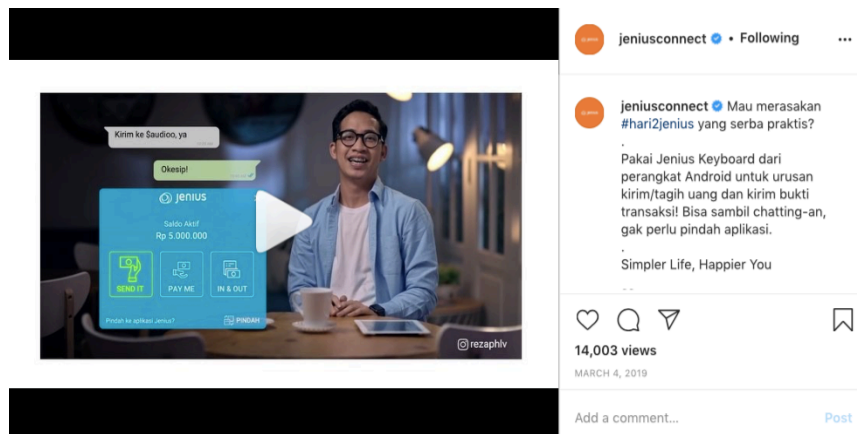 Kirim ke $audioo, ya
Okesip!
jenius
Saldo Aktif
Rp 5.000.000
SEND IT
PAY ME
IN & OUT
Pindah ke aplikasi Jenius?
PINDAH
rezaphlv
jeniusconnect • Following
jeniusconnect Mau merasakan
#hari2jenius yang serba praktis?
.
Pakai Jenius Keyboard dari
perangkat Android untuk urusan
kirim/tagih uang dan kirim bukti
transaksi! Bisa sambil chatting-an,
gak perlu pindah aplikasi.
.
Simpler Life, Happier You
14,003 views
MARCH 4, 2019
Add a comment...
Post